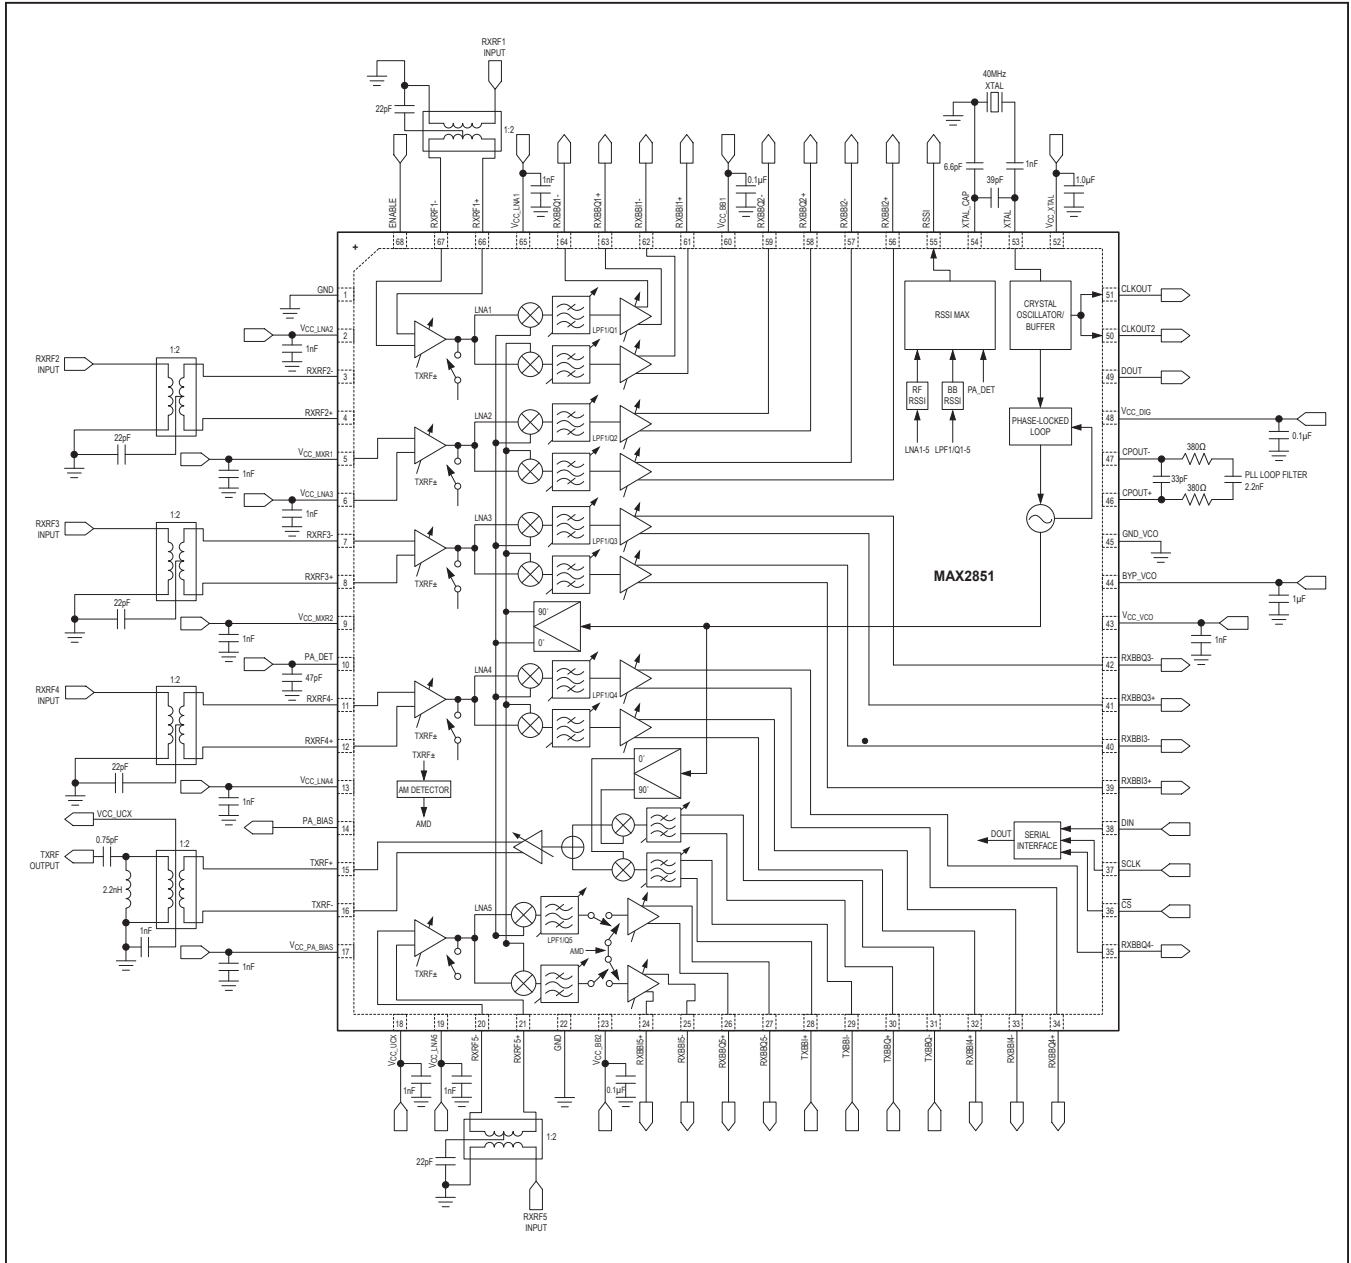 RXRF1
INPUT
40MHz
XTAL
22pF
1:2
1nF
0.1µF
6.6pF
39pF
1nF
1.0µF
ENABLE
RXRF1-
RXRF1+
VCC_LNA1
RXBBQ1-
RXBBQ1+
RXBBI1-
RXBBI1+
VCC_BB1
RXBBQ2-
RXBBQ2+
RXBBI2-
RXBBI2+
RSSI
XTAL_CAP
XTAL
VCC_XTAL
+
68
67
66
65
64
63
62
61
60
59
58
57
56
55
54
53
52
GND
1
VCC_LNA2
2
1nF
RXRF2
INPUT
1:2
RXRF2-
3
RXRF2+
4
22pF
VCC_MXR1
5
1nF
VCC_LNA3
6
1nF
RXRF3
INPUT
1:2
RXRF3-
7
RXRF3+
8
22pF
VCC_MXR2
9
1nF
PA_DET
10
47pF
RXRF4
INPUT
1:2
RXRF4-
11
RXRF4+
12
22pF
VCC_LNA4
13
1nF
VCC_UCX
PA_BIAS
14
0.75pF
1:2
TXRF
OUTPUT
TXRF+
15
2.2nH
TXRF-
16
1nF
VCC_PA_BIAS
17
1nF
LNA1
LPF1/Q1
TXRF±
LNA2
LPF1/Q2
TXRF±
LNA3
LPF1/Q3
TXRF±
90˚
0˚
LNA4
LPF1/Q4
TXRF±
TXRF±
AM DETECTOR
AMD
0˚
90˚
LNA5
LPF1/Q5
AMD
TXRF±
RSSI MAX
CRYSTAL
OSCILLATOR/
BUFFER
RF
RSSI
BB
RSSI
PA_DET
LNA1-5
LPF1/Q1-5
PHASE-LOCKED
LOOP
MAX2851
DOUT
SERIAL
INTERFACE
51
CLKOUT
50
CLKOUT2
49
DOUT
48
VCC_DIG
0.1µF
47
CPOUT-
380Ω
33pF
PLL LOOP FILTER
2.2nF
380Ω
46
CPOUT+
45
GND_VCO
44
BYP_VCO
1µF
43
VCC_VCO
1nF
42
RXBBQ3-
41
RXBBQ3+
40
RXBBI3-
39
RXBBI3+
38
DIN
37
SCLK
36
CS
35
RXBBQ4-
18
19
20
21
22
23
24
25
26
27
28
29
30
31
32
33
34
VCC_UCX
VCC_LNA5
RXRF5-
RXRF5+
GND
VCC_BB2
RXBBI5+
RXBBI5-
RXBBQ5+
RXBBQ5-
TXBBI+
TXBBI-
TXBBQ+
TXBBQ-
RXBBI4+
RXBBI4-
RXBBQ4+
1nF
1nF
0.1µF
1:2
22pF
RXRF5
INPUT